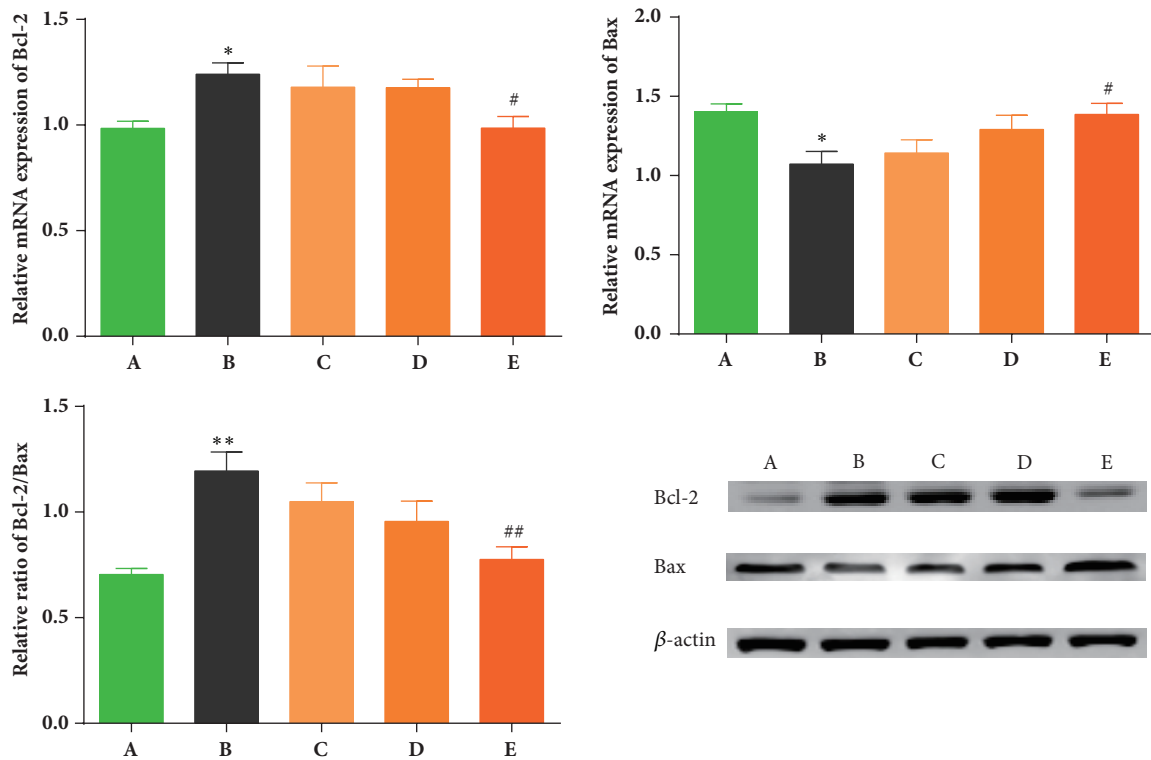 Relative mRNA expression of Bcl-2
1.5
1.0
0.5
0.0
*
#
A B C D E
Relative mRNA expression of Bax
2.0
1.5
1.0
0.5
0.0
*
#
A B C D E
Relative ratio of Bcl-2/Bax
1.5
1.0
0.5
0.0
**
##
A B C D E
A B C D E
Bcl-2
Bax
β-actin